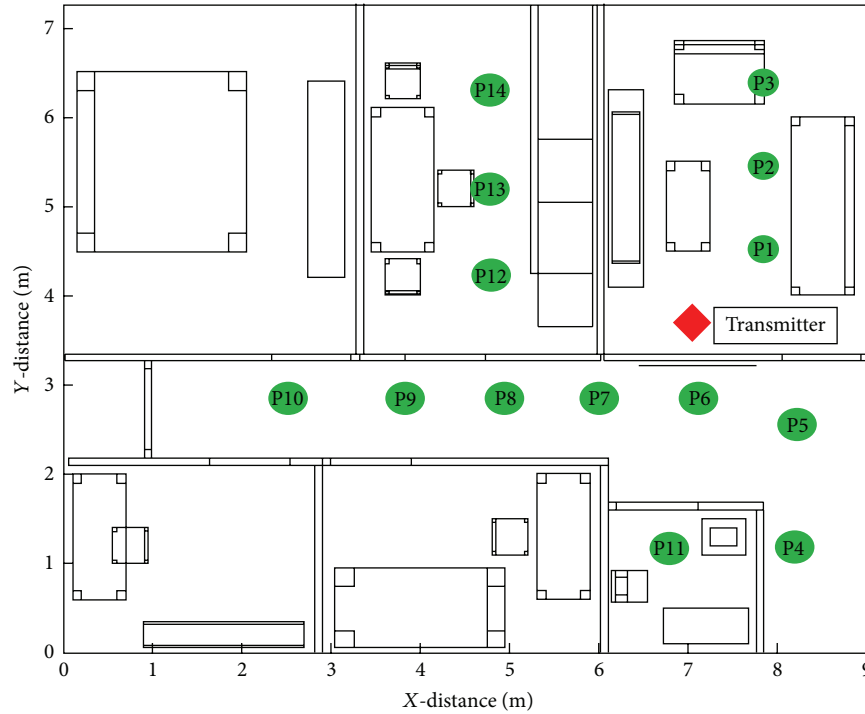 7
6
5
4
3
2
1
0
Y-distance (m)
P14
P3
P13
P2
P12
P1
Transmitter
P10
P9
P8
P7
P6
P5
P11
P4
0 1 2 3 4 5 6 7 8 9
X-distance (m)